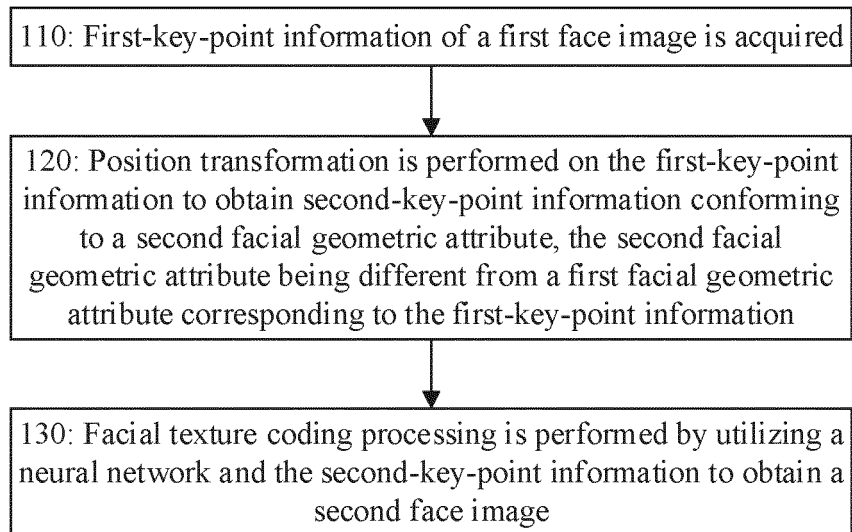 110: First-key-point information of a first face image is acquired
120: Position transformation is performed on the first-key-point
information to obtain second-key-point information conforming
to a second facial geometric attribute, the second facial
geometric attribute being different from a first facial geometric
attribute corresponding to the first-key-point information
130: Facial texture coding processing is performed by utilizing a
neural network and the second-key-point information to obtain a
second face image